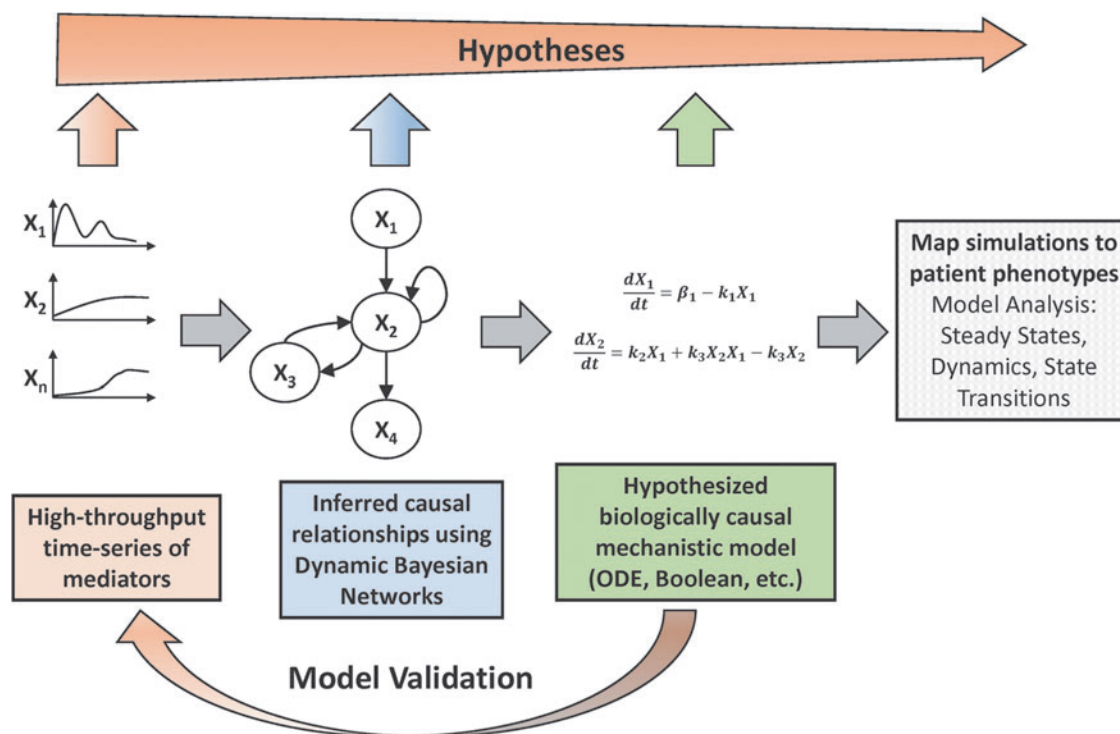 Hypotheses
X₁
X₂
Xₙ
X₁
X₂
X₃
X₄
dX₁/dt = β₁ − k₁X₁
dX₂/dt = k₂X₁ + k₃X₂X₁ − k₃X₂
Map simulations to
patient phenotypes
Model Analysis:
Steady States,
Dynamics, State
Transitions
High-throughput
time-series of
mediators
Inferred causal
relationships using
Dynamic Bayesian
Networks
Hypothesized
biologically causal
mechanistic model
(ODE, Boolean, etc.)
Model Validation